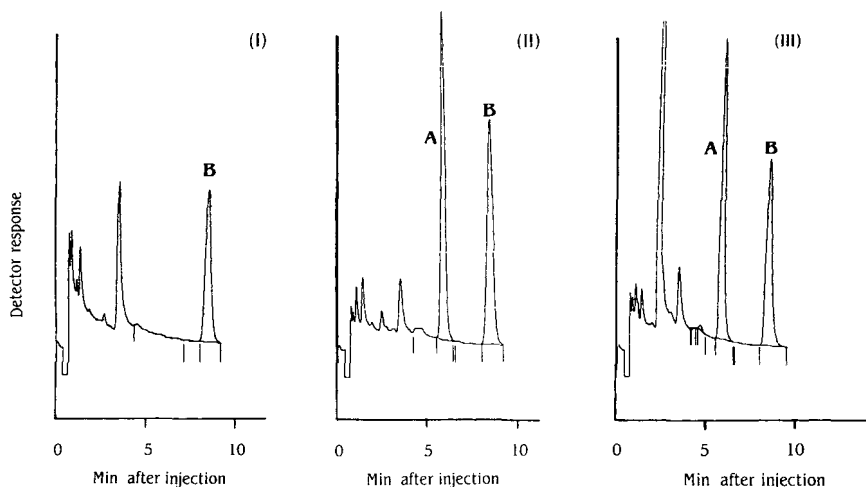 (I)
B
Detector response
0 5 10
Min after injection
(II)
A
B
0 5 10
Min after injection
(III)
A
B
0 5 10
Min after injection